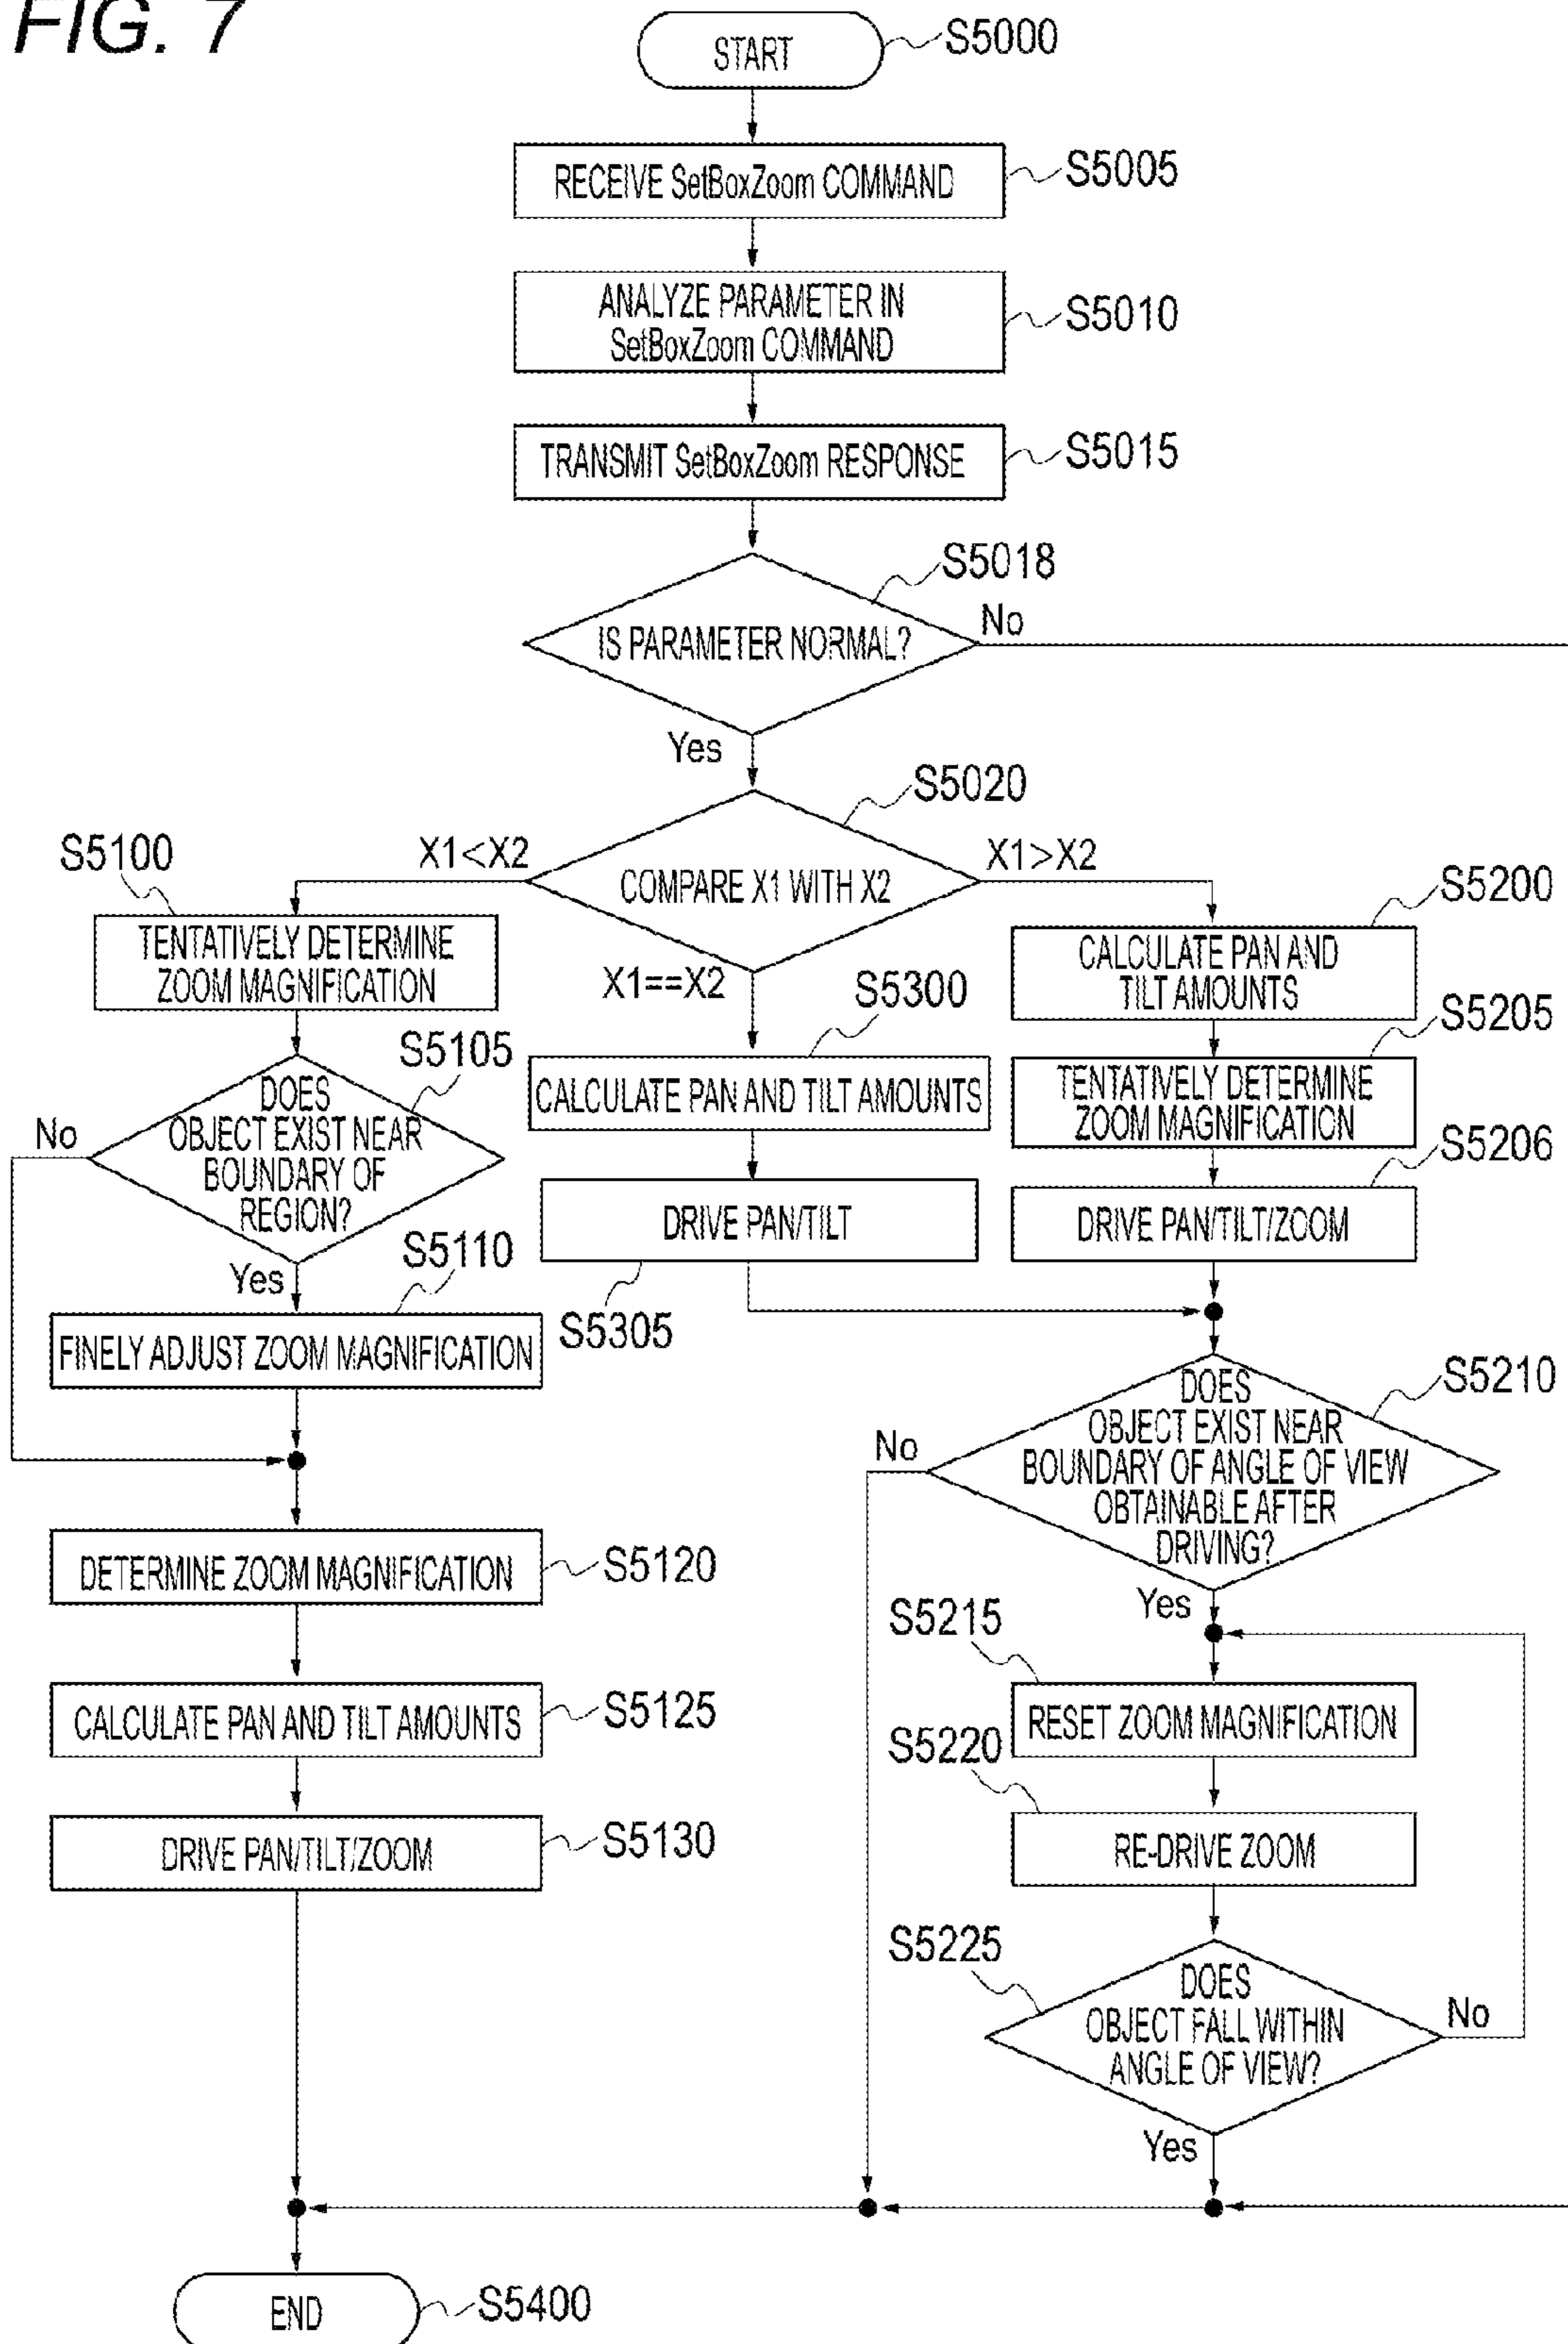 FIG. 7
START
S5000
RECEIVE SetBoxZoom COMMAND
S5005
ANALYZE PARAMETER IN
SetBoxZoom COMMAND
S5010
TRANSMIT SetBoxZoom RESPONSE
S5015
S5018
IS PARAMETER NORMAL?
No
Yes
S5020
COMPARE X1 WITH X2
X1<X2
X1>X2
X1==X2
S5100
TENTATIVELY DETERMINE
ZOOM MAGNIFICATION
S5105
DOES
OBJECT EXIST NEAR
BOUNDARY OF
REGION?
No
Yes
S5110
FINELY ADJUST ZOOM MAGNIFICATION
DETERMINE ZOOM MAGNIFICATION
S5120
CALCULATE PAN AND TILT AMOUNTS
S5125
DRIVE PAN/TILT/ZOOM
S5130
S5300
CALCULATE PAN AND TILT AMOUNTS
DRIVE PAN/TILT
S5305
S5200
CALCULATE PAN AND
TILT AMOUNTS
S5205
TENTATIVELY DETERMINE
ZOOM MAGNIFICATION
S5206
DRIVE PAN/TILT/ZOOM
S5210
DOES
OBJECT EXIST NEAR
BOUNDARY OF ANGLE OF VIEW
OBTAINABLE AFTER
DRIVING?
No
Yes
S5215
RESET ZOOM MAGNIFICATION
S5220
RE-DRIVE ZOOM
S5225
DOES
OBJECT FALL WITHIN
ANGLE OF VIEW?
No
Yes
END
S5400